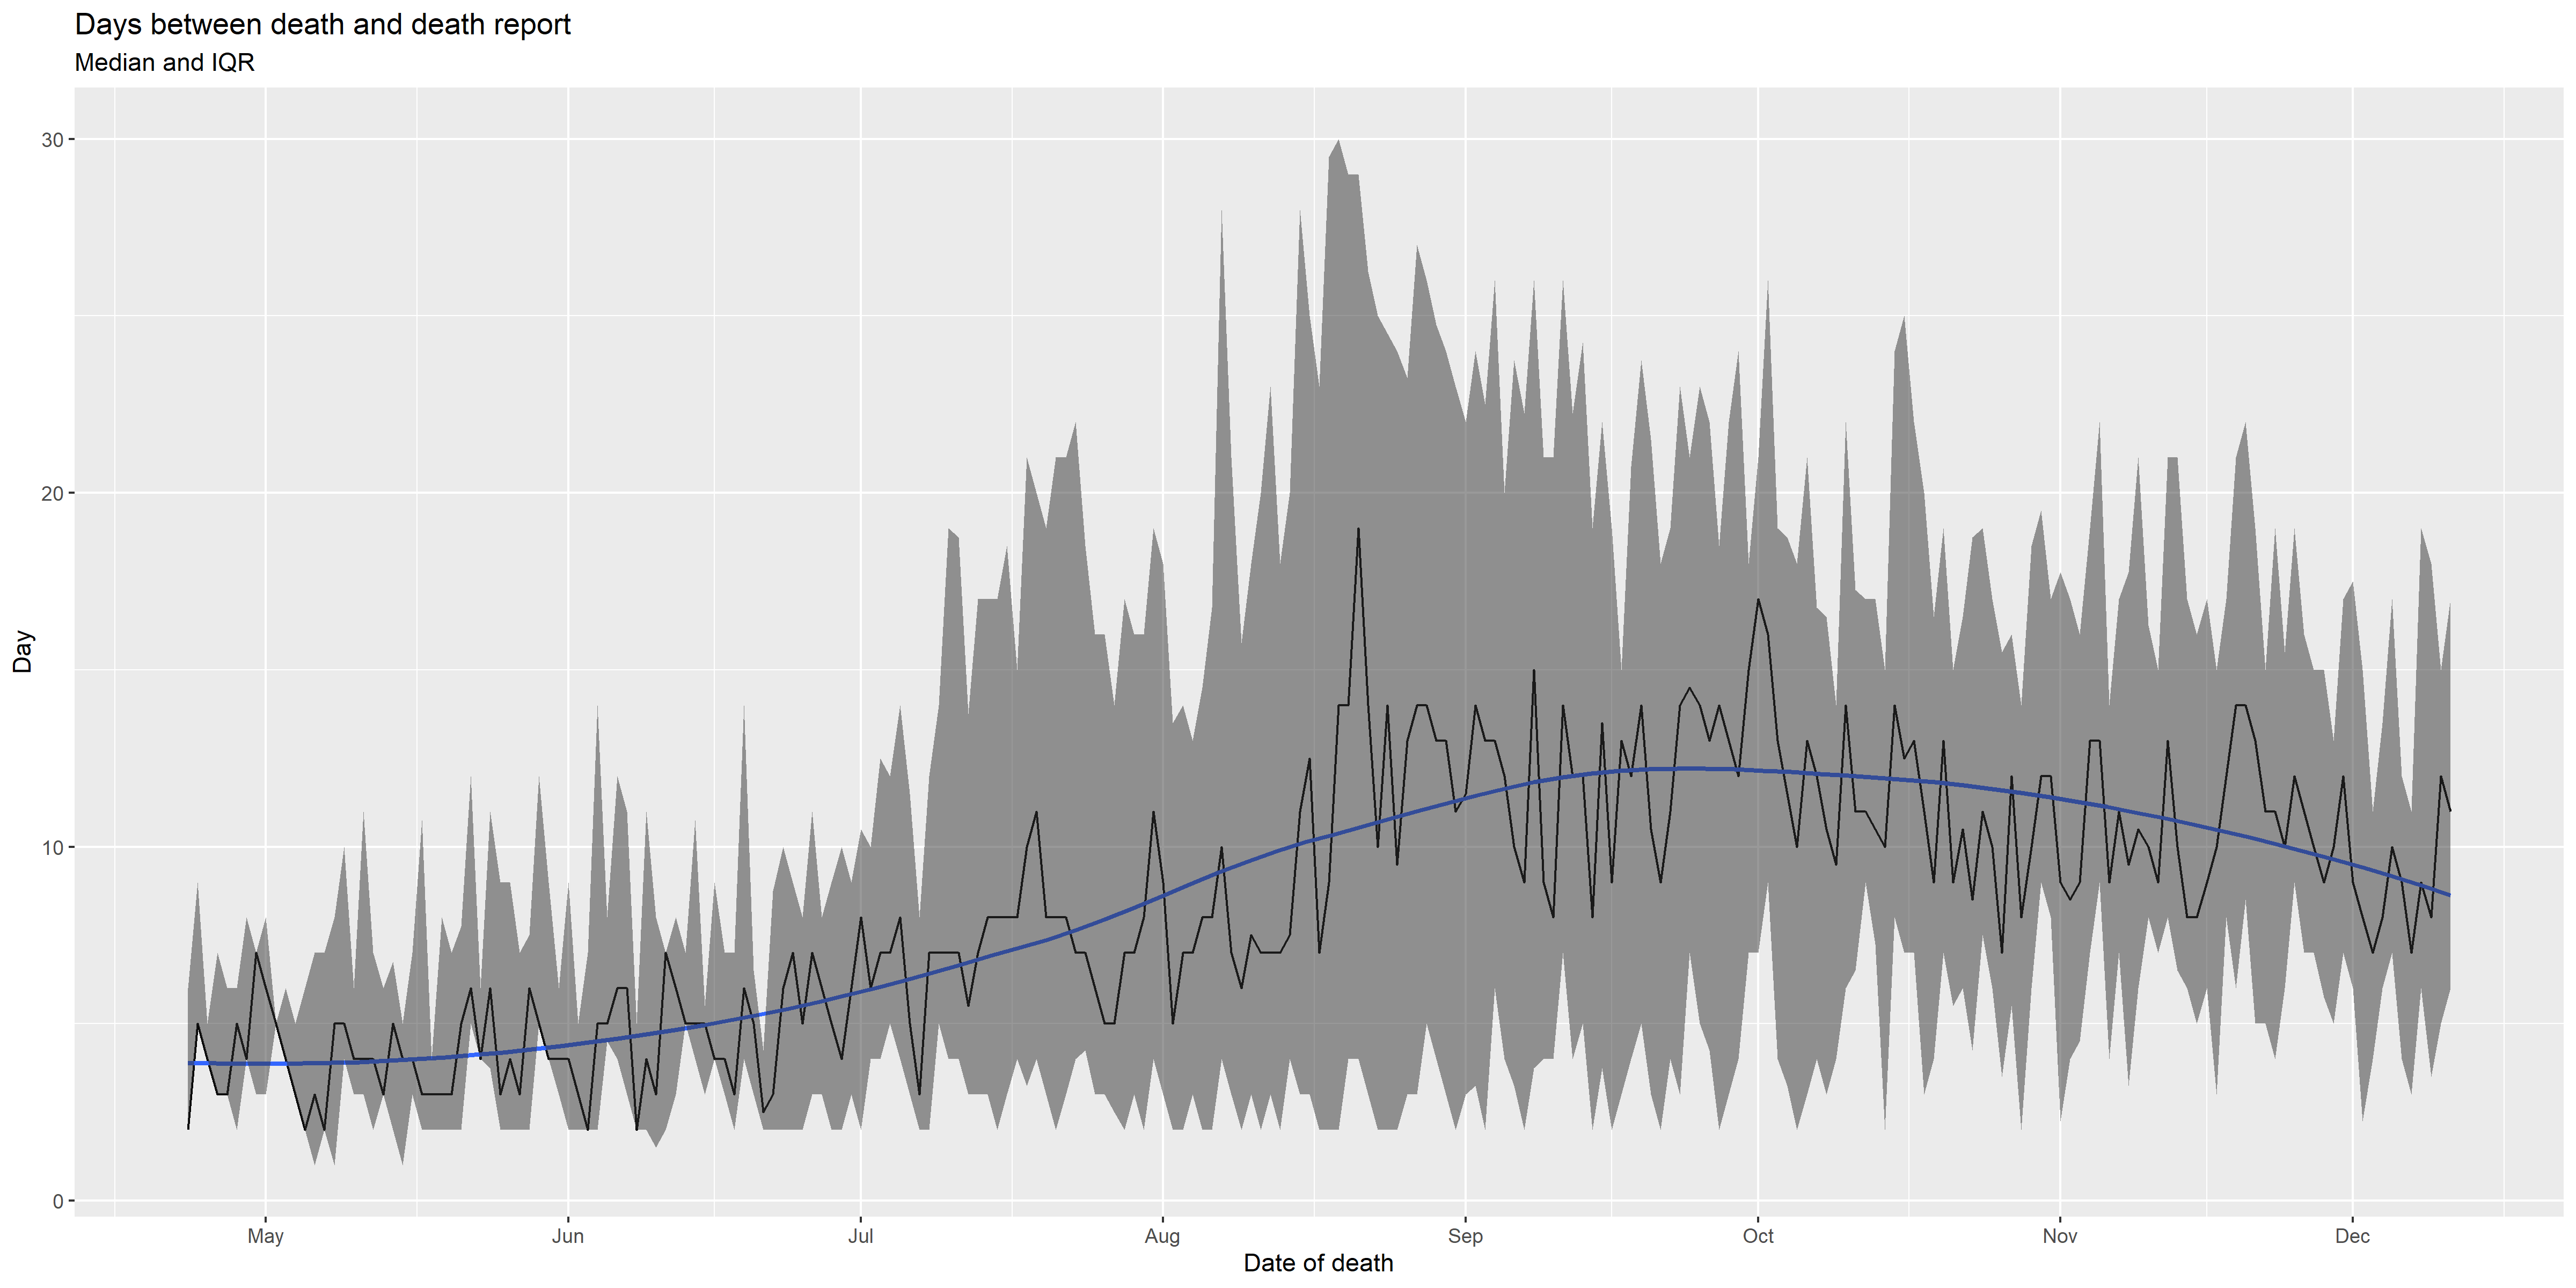 Days between death and death report
Median and IQR
30
20
10
0
Day
May Jun Jul Aug Sep Oct Nov Dec
Date of death